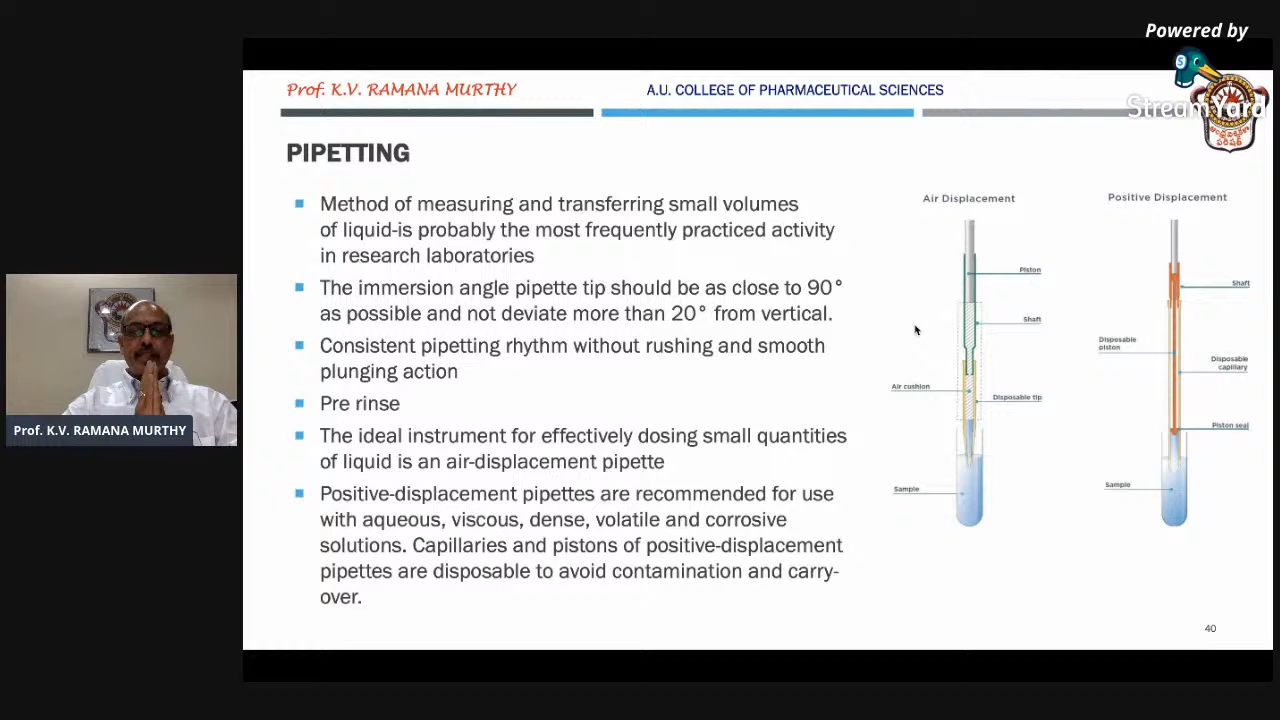 Powered by
StreamYard
ఆంధ్ర విశ్వకళా
పరిషత్
Prof. K.V. RAMANA MURTHY
A.U. COLLEGE OF PHARMACEUTICAL SCIENCES
PIPETTING
Method of measuring and transferring small volumes
of liquid-is probably the most frequently practiced activity
in research laboratories
The immersion angle pipette tip should be as close to 90°
as possible and not deviate more than 20° from vertical.
Consistent pipetting rhythm without rushing and smooth
plunging action
Pre rinse
The ideal instrument for effectively dosing small quantities
of liquid is an air-displacement pipette
Positive-displacement pipettes are recommended for use
with aqueous, viscous, dense, volatile and corrosive
solutions. Capillaries and pistons of positive-displacement
pipettes are disposable to avoid contamination and carry-
over.
Air Displacement
Piston
Shaft
Air cushion
Disposable tip
Sample
Positive Displacement
Shaft
Disposable
piston
Disposable
capillary
Piston seal
Sample
40
Prof. K.V. RAMANA MURTHY